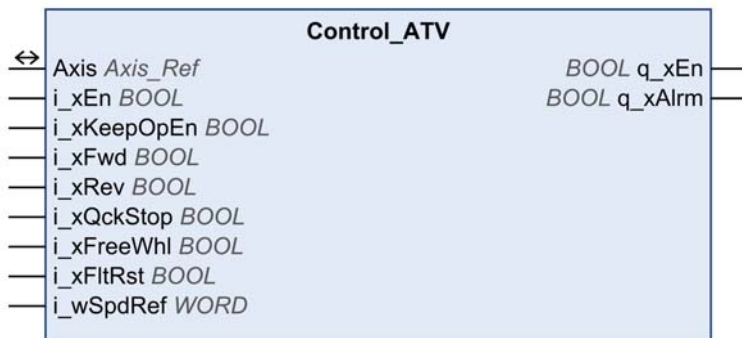 Control_ATV
Axis Axis_Ref
BOOL q_xEn
i_xEn BOOL
BOOL q_xAlrm
i_xKeepOpEn BOOL
i_xFwd BOOL
i_xRev BOOL
i_xQckStop BOOL
i_xFreeWhl BOOL
i_xFltRst BOOL
i_wSpdRef WORD